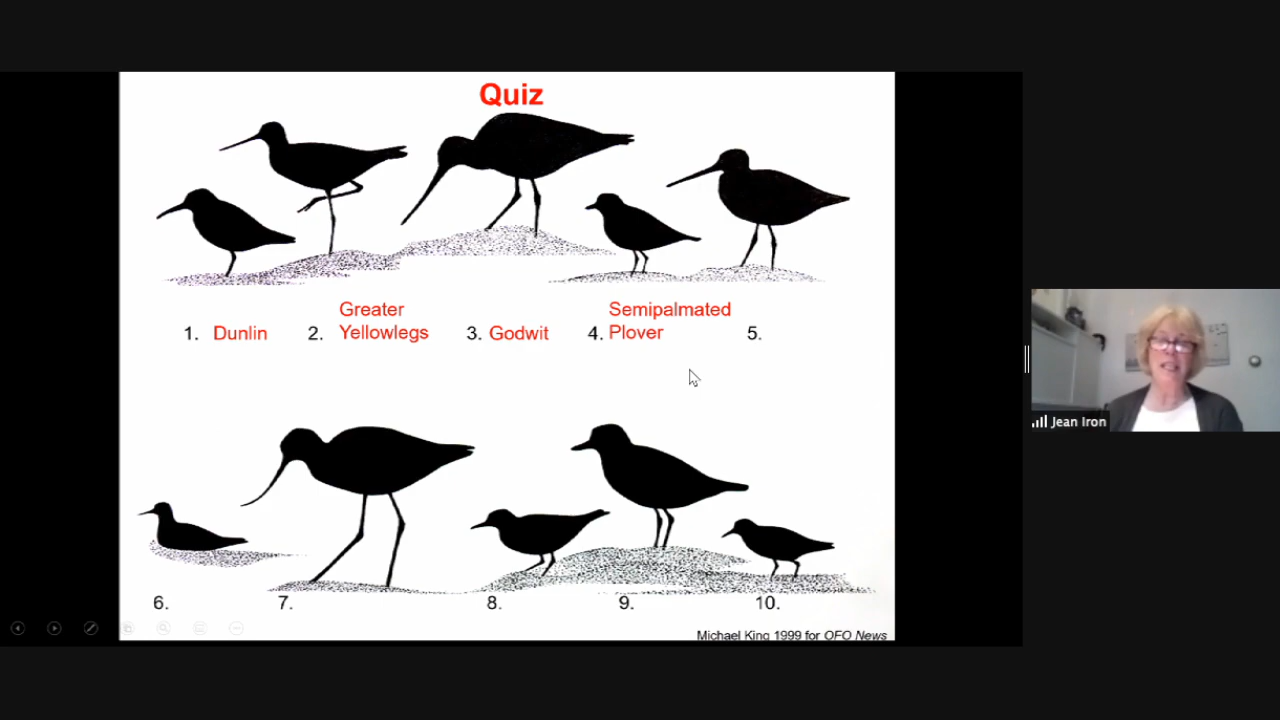 Quiz
Greater
Semipalmated
1. Dunlin 2. Yellowlegs 3. Godwit 4. Plover 5.
Jean Iron
6. 7. 8. 9. 10.
Michael King 1999 for OFO News